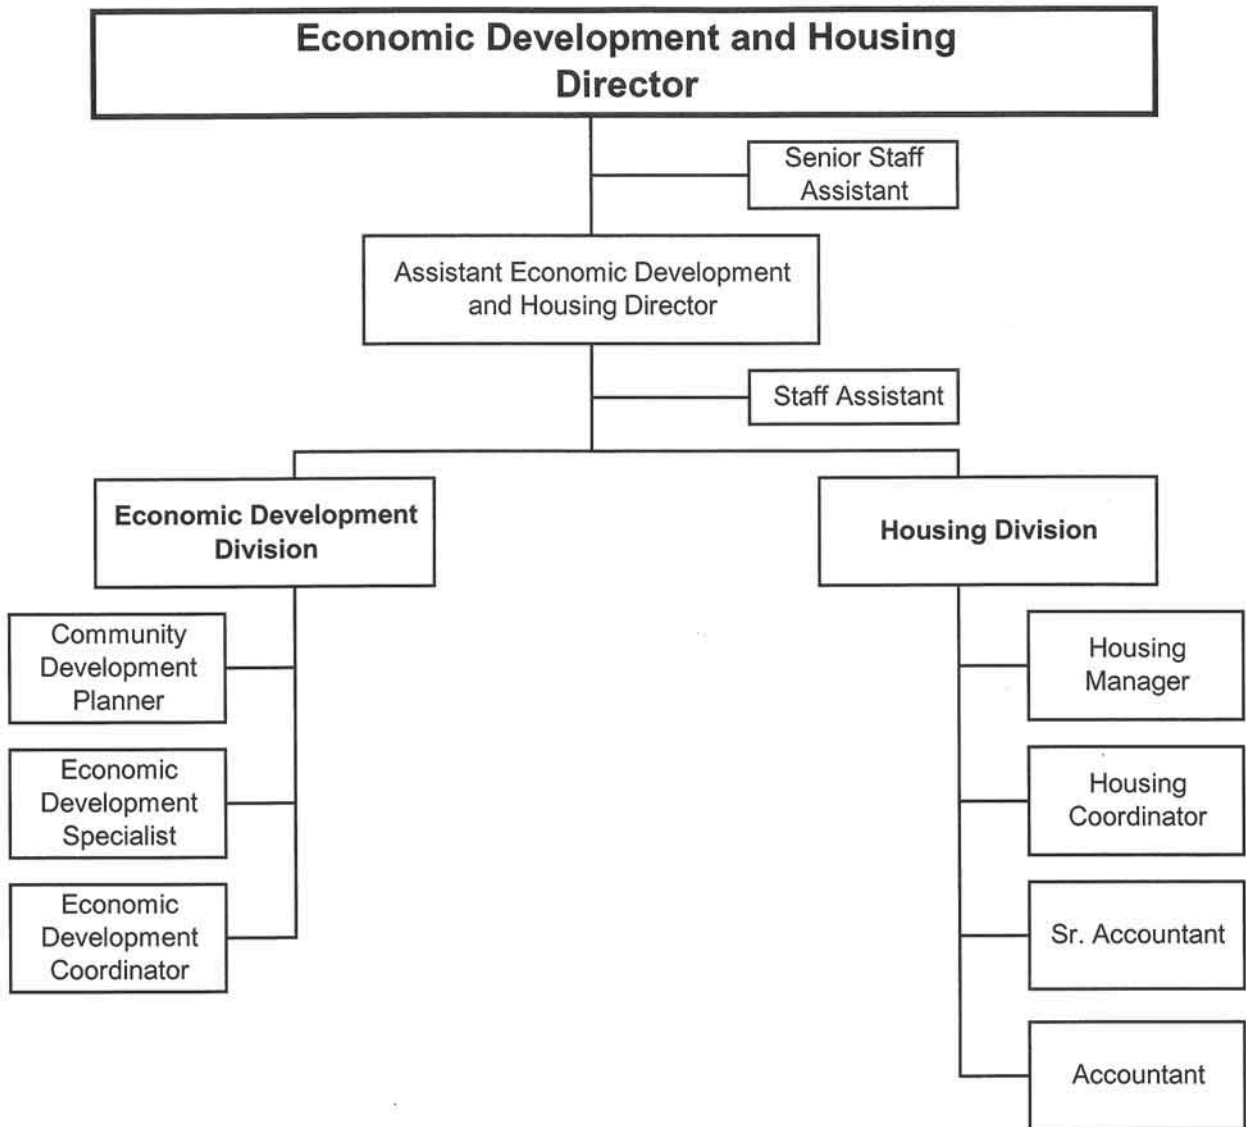 Economic Development and Housing
Director
Senior Staff
Assistant
Assistant Economic Development
and Housing Director
Staff Assistant
Economic Development
Division
Housing Division
Community
Development
Planner
Economic
Development
Specialist
Economic
Development
Coordinator
Housing
Manager
Housing
Coordinator
Sr. Accountant
Accountant